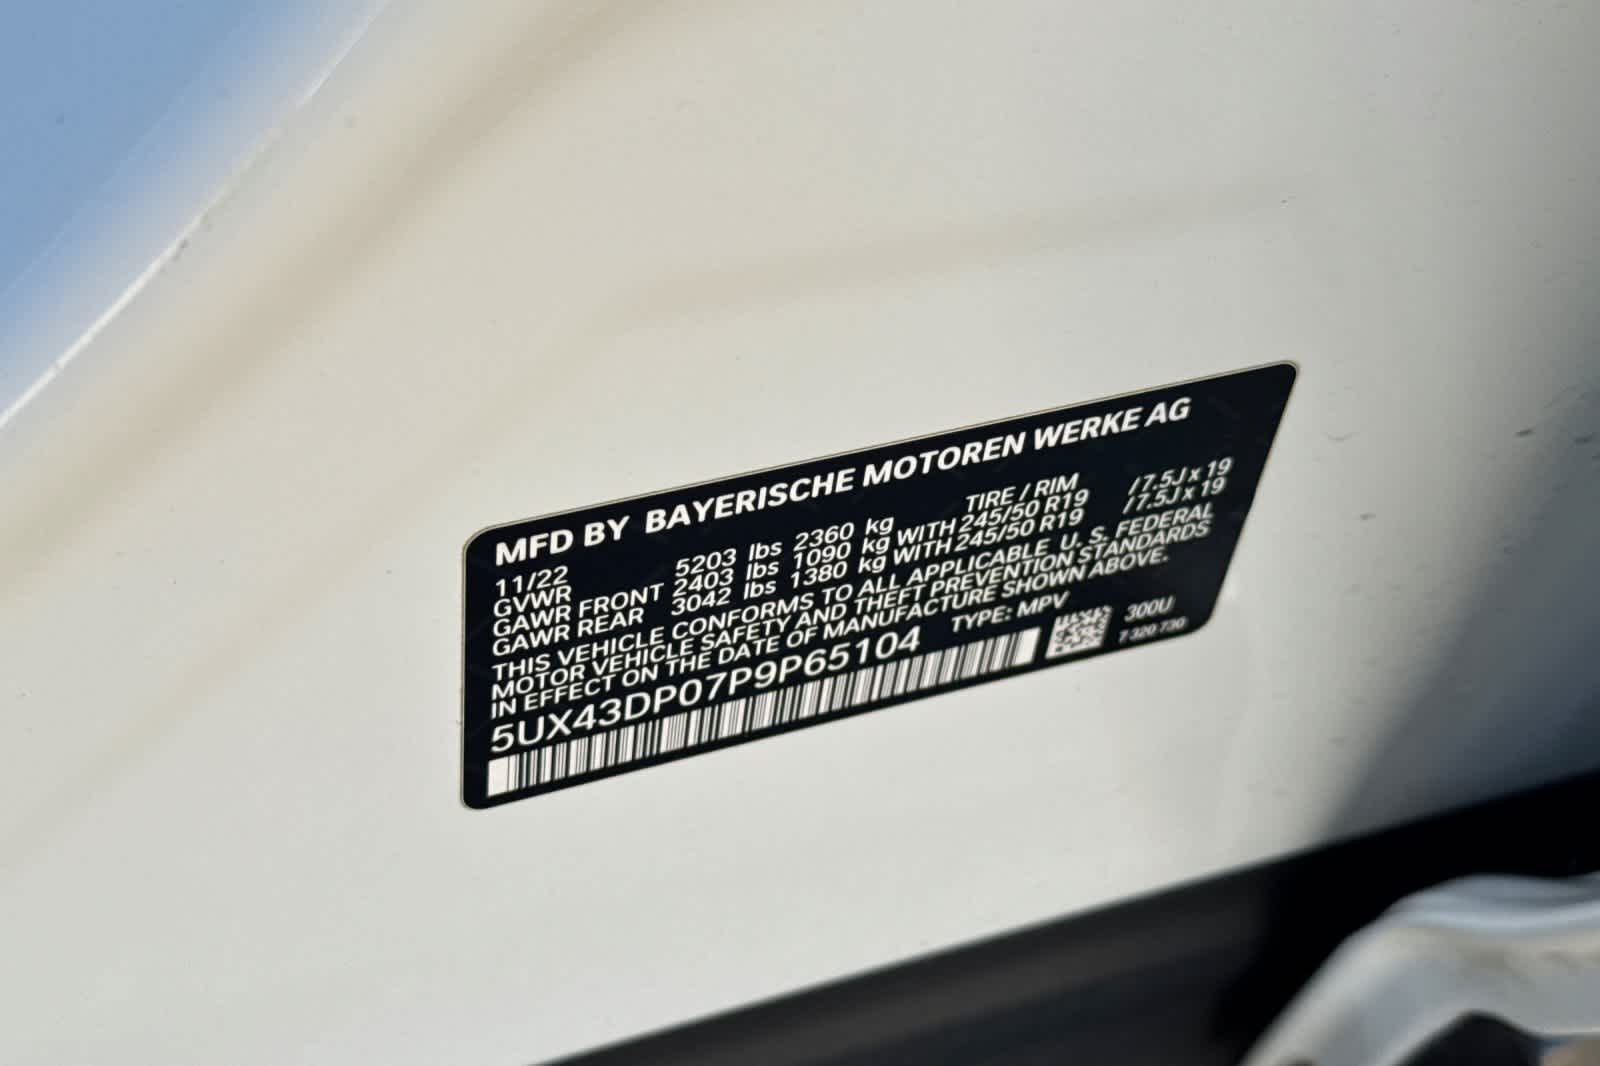 MFD BY BAYERISCHE MOTOREN WERKE AG
11/22 TIRE / RIM
GVWR 5203 lbs 2360 kg
GAWR FRONT 2403 lbs 1090 kg WITH 245/50 R19 /7.5J x 19
GAWR REAR 3042 lbs 1380 kg WITH 245/50 R19 /7.5J x 19
THIS VEHICLE CONFORMS TO ALL APPLICABLE U. S. FEDERAL
MOTOR VEHICLE SAFETY AND THEFT PREVENTION STANDARDS
IN EFFECT ON THE DATE OF MANUFACTURE SHOWN ABOVE.
5UX43DP07P9P65104 TYPE: MPV
300U
7 320 730